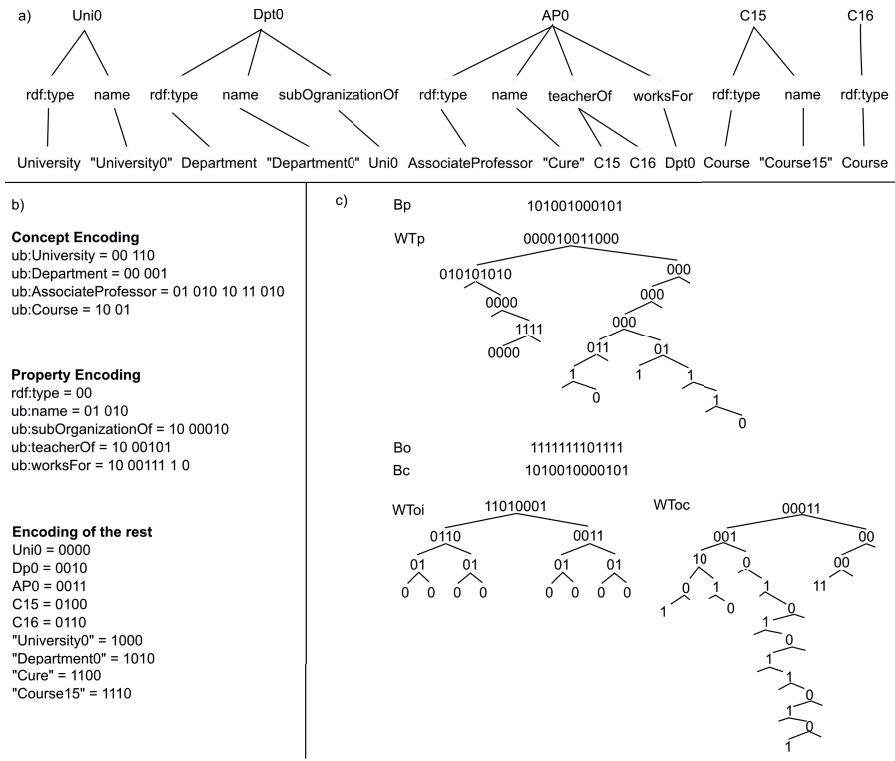 a) Uni0 Dpt0 AP0 C15 C16
rdf:type name rdf:type name subOgranizationOf rdf:type name teacherOf worksFor rdf:type name rdf:type
University "University0" Department "Department0" Uni0 AssociateProfessor "Cure" C15 C16 Dpt0 Course "Course15" Course
b)
Concept Encoding
ub:University = 00 110
ub:Department = 00 001
ub:AssociateProfessor = 01 010 10 11 010
ub:Course = 10 01
Property Encoding
rdf:type = 00
ub:name = 01 010
ub:subOrganizationOf = 10 00010
ub:teacherOf = 10 00101
ub:worksFor = 10 00111 1 0
Encoding of the rest
Uni0 = 0000
Dp0 = 0010
AP0 = 0011
C15 = 0100
C16 = 0110
"University0" = 1000
"Department0" = 1010
"Cure" = 1100
"Course15" = 1110
c)
Bp 101001000101
WTp 000010011000
010101010 000
0000 000
1111 000
0000 011 01
1 1 1
0 1
0
Bo 1111111101111
Bc 1010010000101
WToi 11010001
0110 0011
01 01 01 01
0 0 0 0 0 0 0 0
WToc 00011
001 00
10 0 00
0 1 1 11
1 0 0
1
0
1
1
0
1
0
1